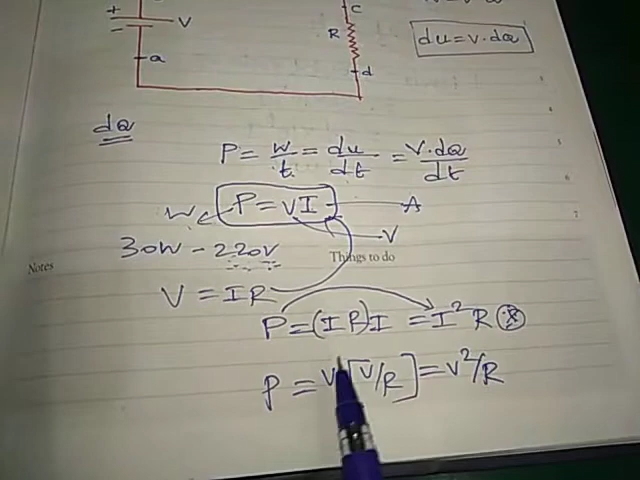 +
V
-
a
c
R
d
du = V·dQ
dQ
P = W/t = du/dt = V·dQ/dt
W P = VI A
V
30W - 220V
Notes
Things to do
V = IR
P = (IR)I = I²R
P = V[V/R] = V²/R